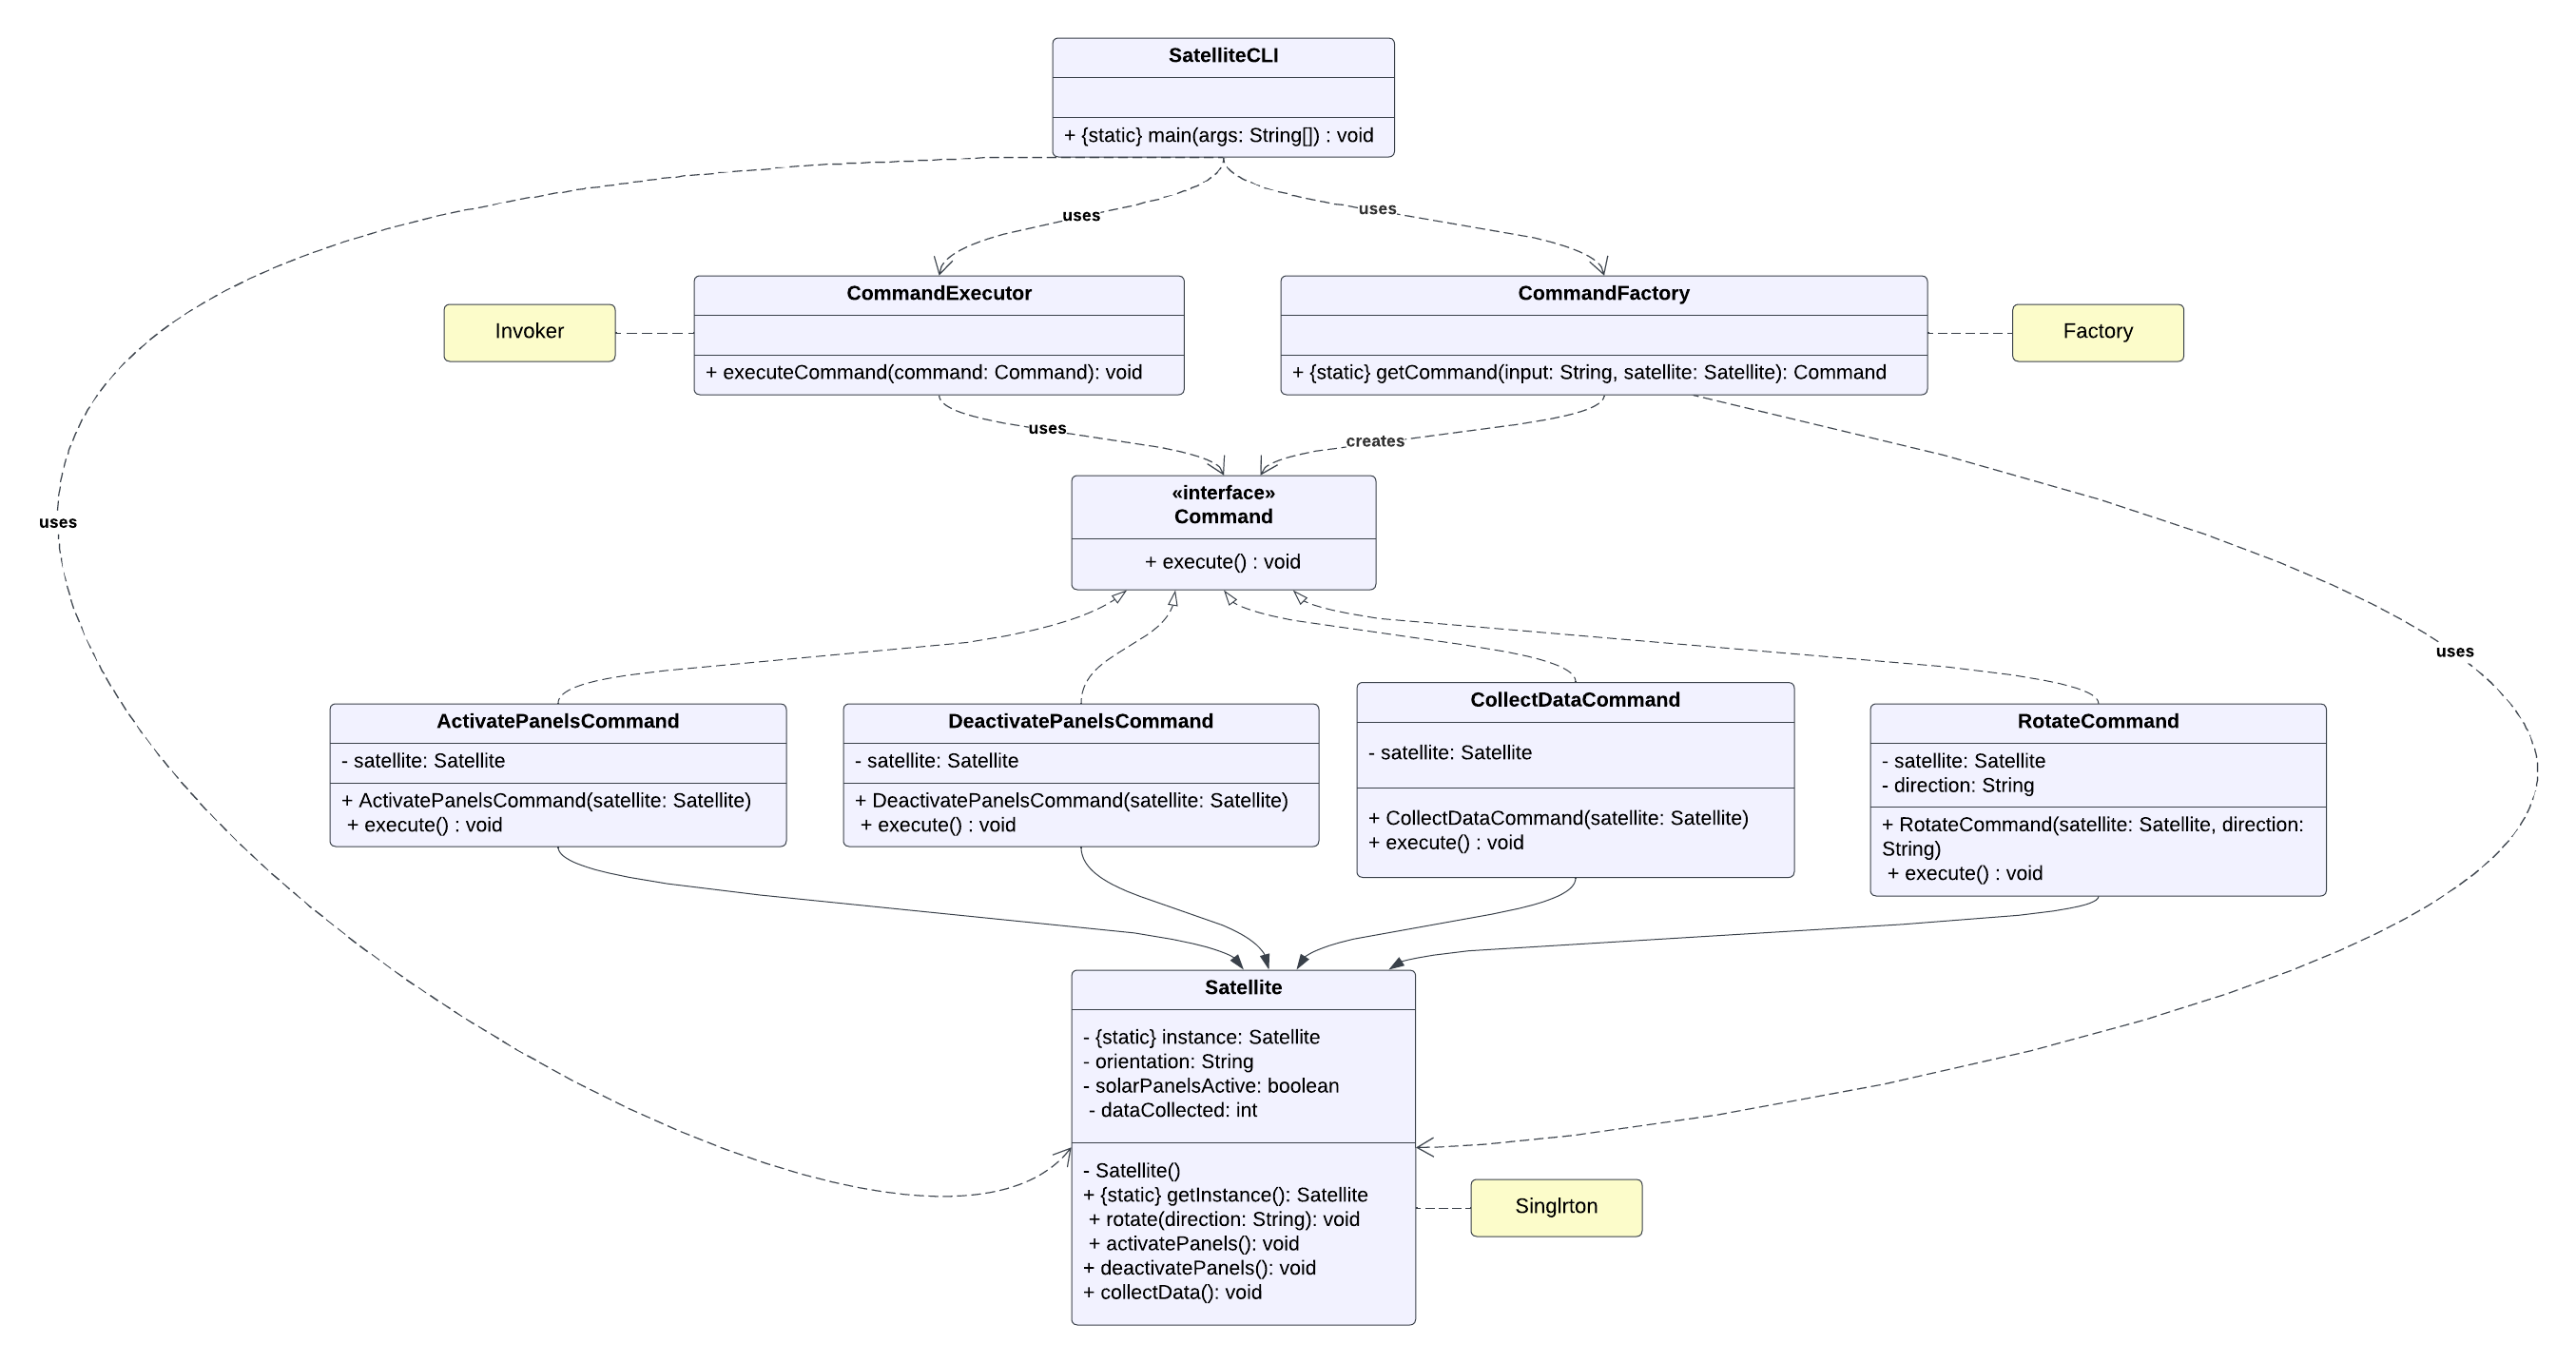 SatelliteCLI
+ {static} main(args: String[]) : void
uses
uses
CommandExecutor
+ executeCommand(command: Command): void
Invoker
CommandFactory
+ {static} getCommand(input: String, satellite: Satellite): Command
Factory
uses
creates
uses
«interface»
Command
+ execute() : void
uses
ActivatePanelsCommand
- satellite: Satellite
+ ActivatePanelsCommand(satellite: Satellite)
+ execute() : void
DeactivatePanelsCommand
- satellite: Satellite
+ DeactivatePanelsCommand(satellite: Satellite)
+ execute() : void
CollectDataCommand
- satellite: Satellite
+ CollectDataCommand(satellite: Satellite)
+ execute() : void
RotateCommand
- satellite: Satellite
- direction: String
+ RotateCommand(satellite: Satellite, direction:
String)
+ execute() : void
Satellite
- {static} instance: Satellite
- orientation: String
- solarPanelsActive: boolean
- dataCollected: int
- Satellite()
+ {static} getInstance(): Satellite
+ rotate(direction: String): void
+ activatePanels(): void
+ deactivatePanels(): void
+ collectData(): void
Singlrton